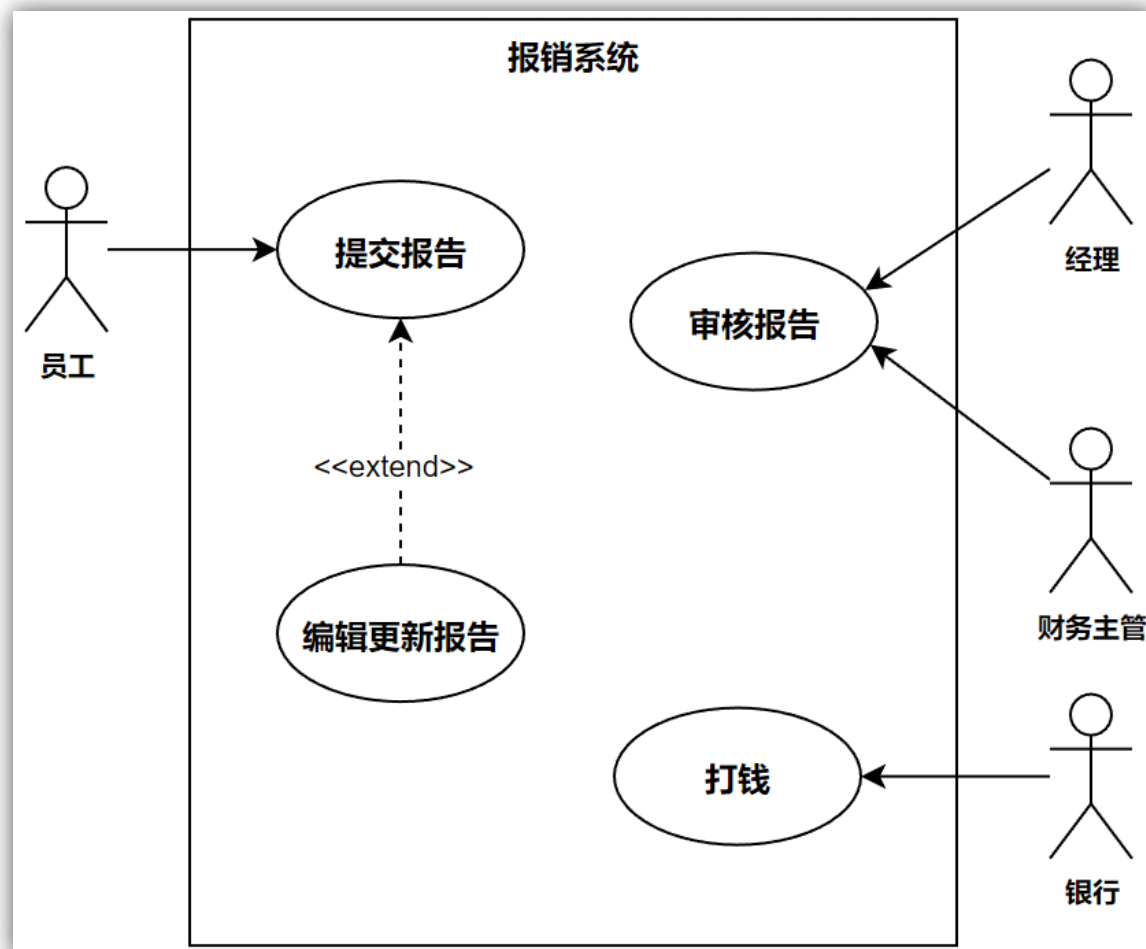 报销系统
提交报告
员工
<<extend>>
编辑更新报告
审核报告
打钱
经理
财务主管
银行